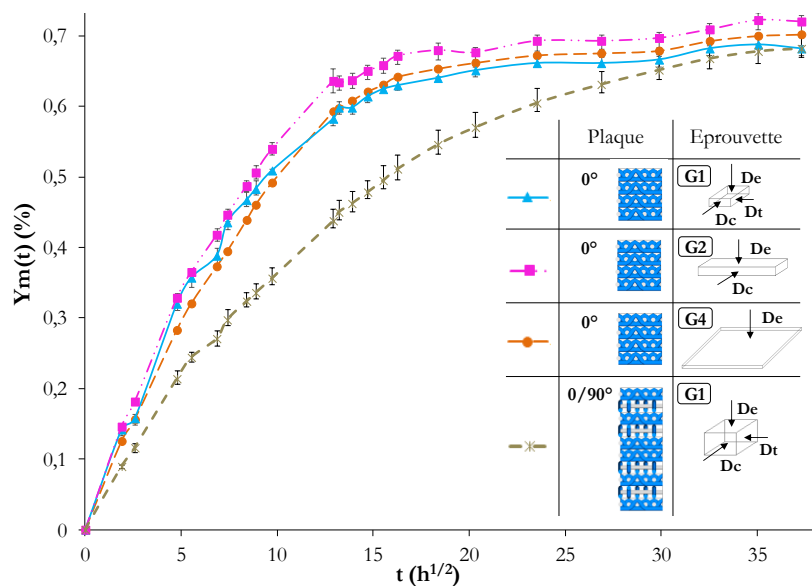 Ym(t) (%)
0,7
0,6
0,5
0,4
0,3
0,2
0,1
0
0 5 10 15 20 25 30 35
t (h1/2)
Plaque Eprouvette
0° G1 De Dc Dt
0° G2 De Dc
0° G4 De
0/90° G1 De Dc Dt